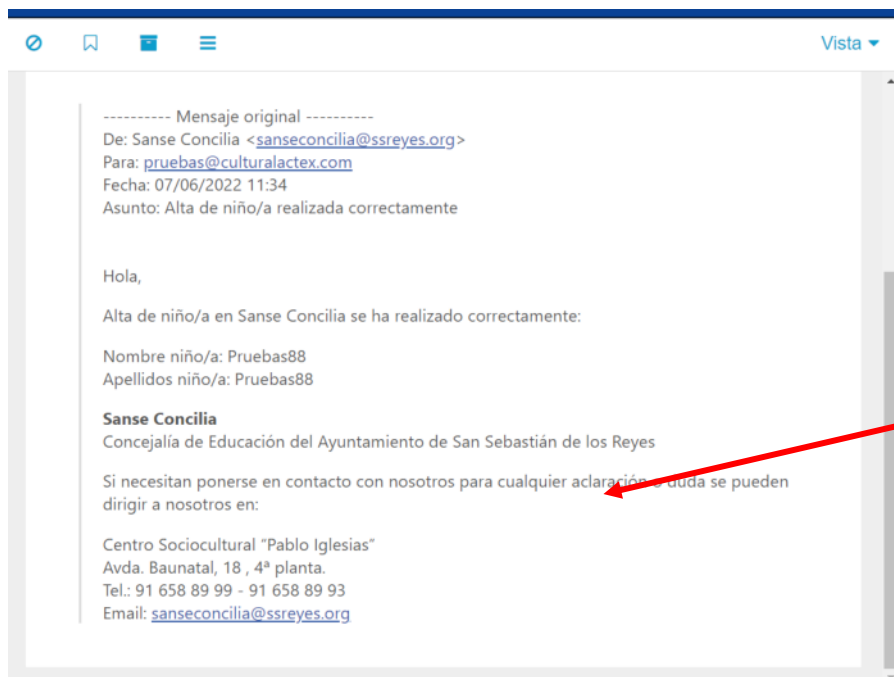 Vista
---------- Mensaje original ----------
De: Sanse Concilia <sanseconcilia@ssreyes.org>
Para: pruebas@culturalactex.com
Fecha: 07/06/2022 11:34
Asunto: Alta de niño/a realizada correctamente
Hola,
Alta de niño/a en Sanse Concilia se ha realizado correctamente:
Nombre niño/a: Pruebas88
Apellidos niño/a: Pruebas88
Sanse Concilia
Concejalía de Educación del Ayuntamiento de San Sebastián de los Reyes
Si necesitan ponerse en contacto con nosotros para cualquier aclaración o duda se pueden
dirigir a nosotros en:
Centro Sociocultural "Pablo Iglesias"
Avda. Baunatal, 18 , 4ª planta.
Tel.: 91 658 89 99 - 91 658 89 93
Email: sanseconcilia@ssreyes.org